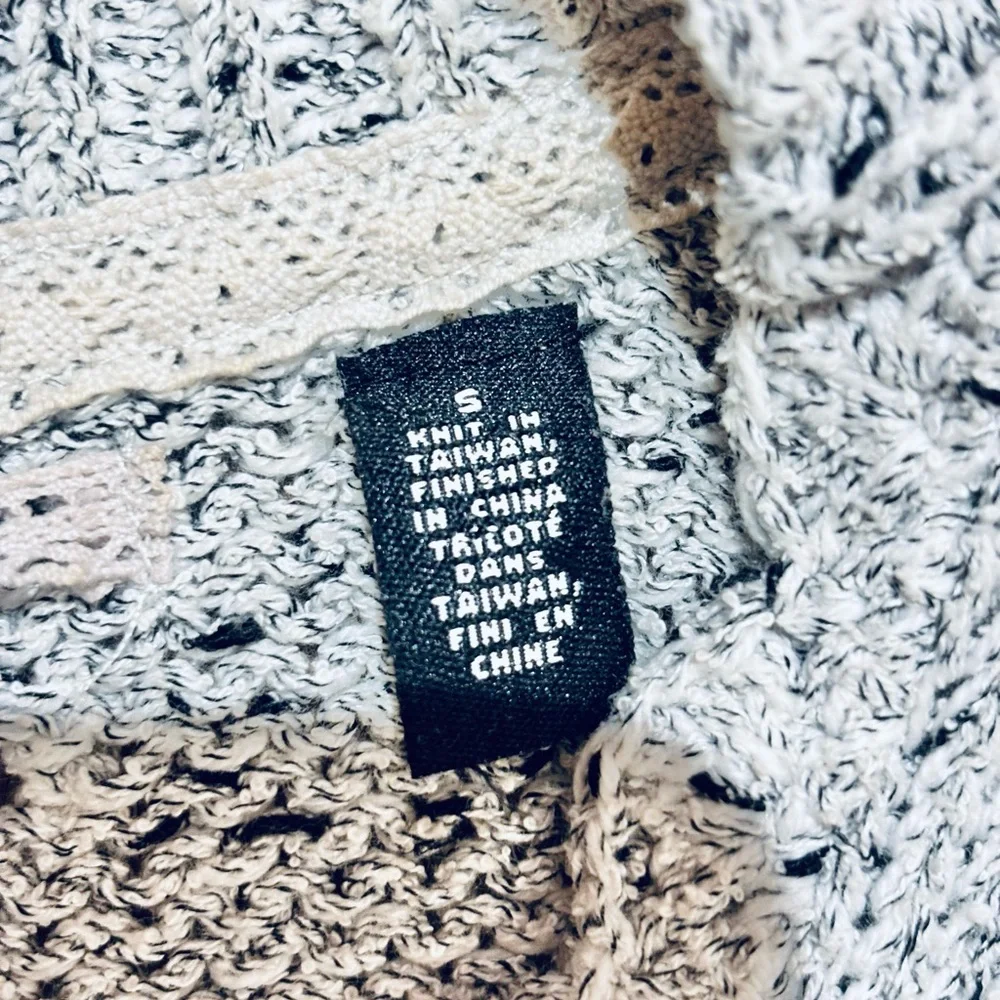 S
KNIT IN
TAIWAN,
FINISHED
IN CHINA
TRICOTÉ
DANS
TAIWAN,
FINI EN
CHINE